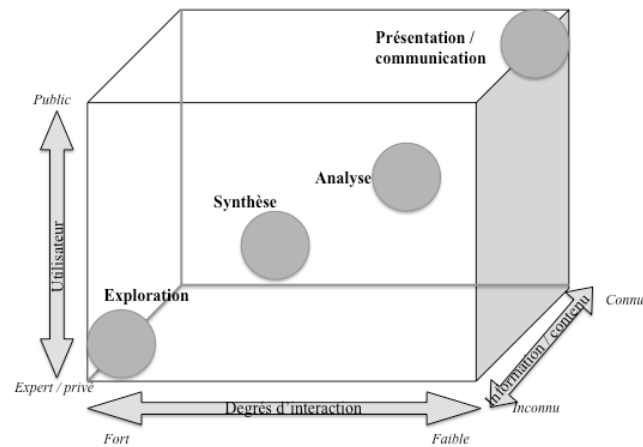 Présentation /
communication
Public
Analyse
Synthèse
Utilisateur
Exploration
Connu
Information / contenu
Expert / privé
Degrés d'interaction
Inconnu
Fort
Faible